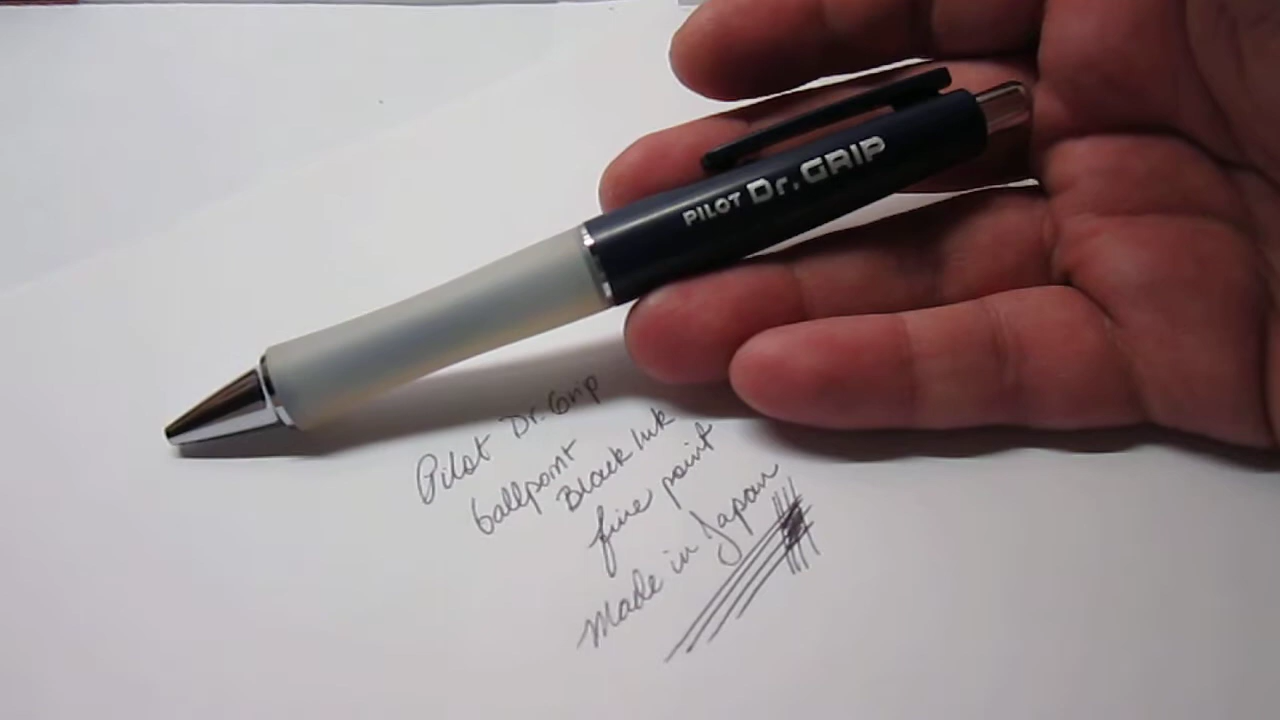 PILOT Dr. GRIP
Pilot Dr. Grip
ballpoint
Black Ink
fine point
Made in Japan